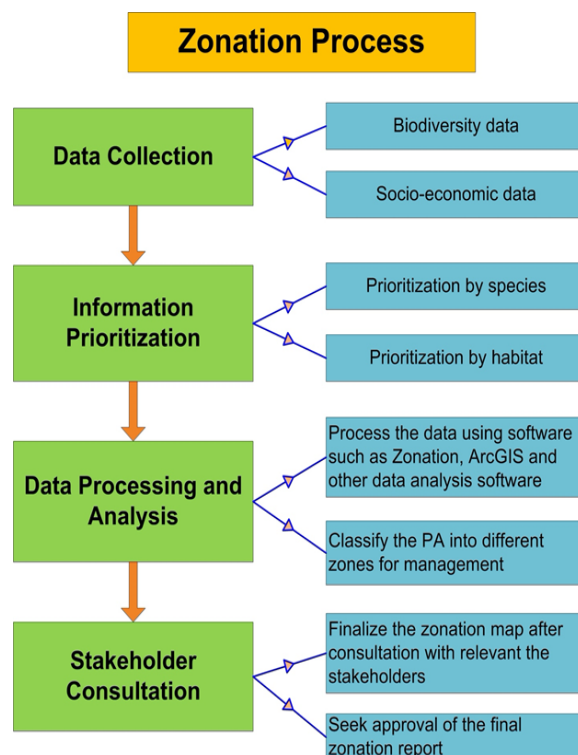 Zonation Process
Data Collection
Biodiversity data
Socio-economic data
Information
Prioritization
Prioritization by species
Prioritization by habitat
Data Processing and
Analysis
Process the data using software
such as Zonation, ArcGIS and
other data analysis software
Classify the PA into different
zones for management
Stakeholder
Consultation
Finalize the zonation map after
consultation with relevant the
stakeholders
Seek approval of the final
zonation report